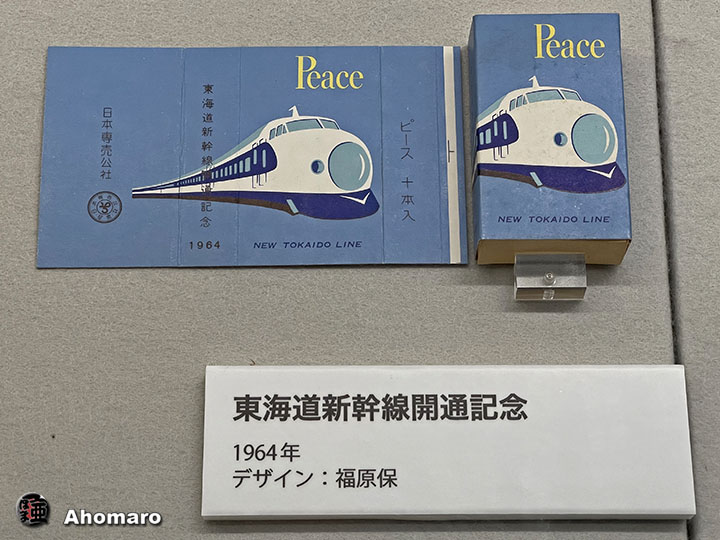 Peace
東海道新幹線開通記念
日本専売公社
ピース 十本入
1964
NEW TOKAIDO LINE
Peace
NEW TOKAIDO LINE
東海道新幹線開通記念
1964年
デザイン：福原保
Ahomaro